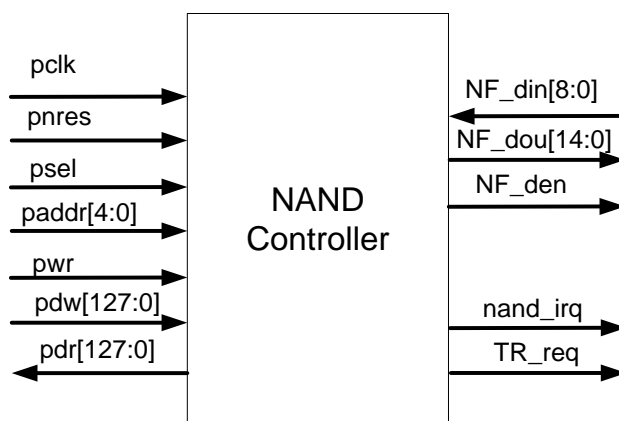 pclk
pnres
psel
paddr[4:0]
pwr
pdw[127:0]
pdr[127:0]
NAND
Controller
NF_din[8:0]
NF_dou[14:0]
NF_den
nand_irq
TR_req